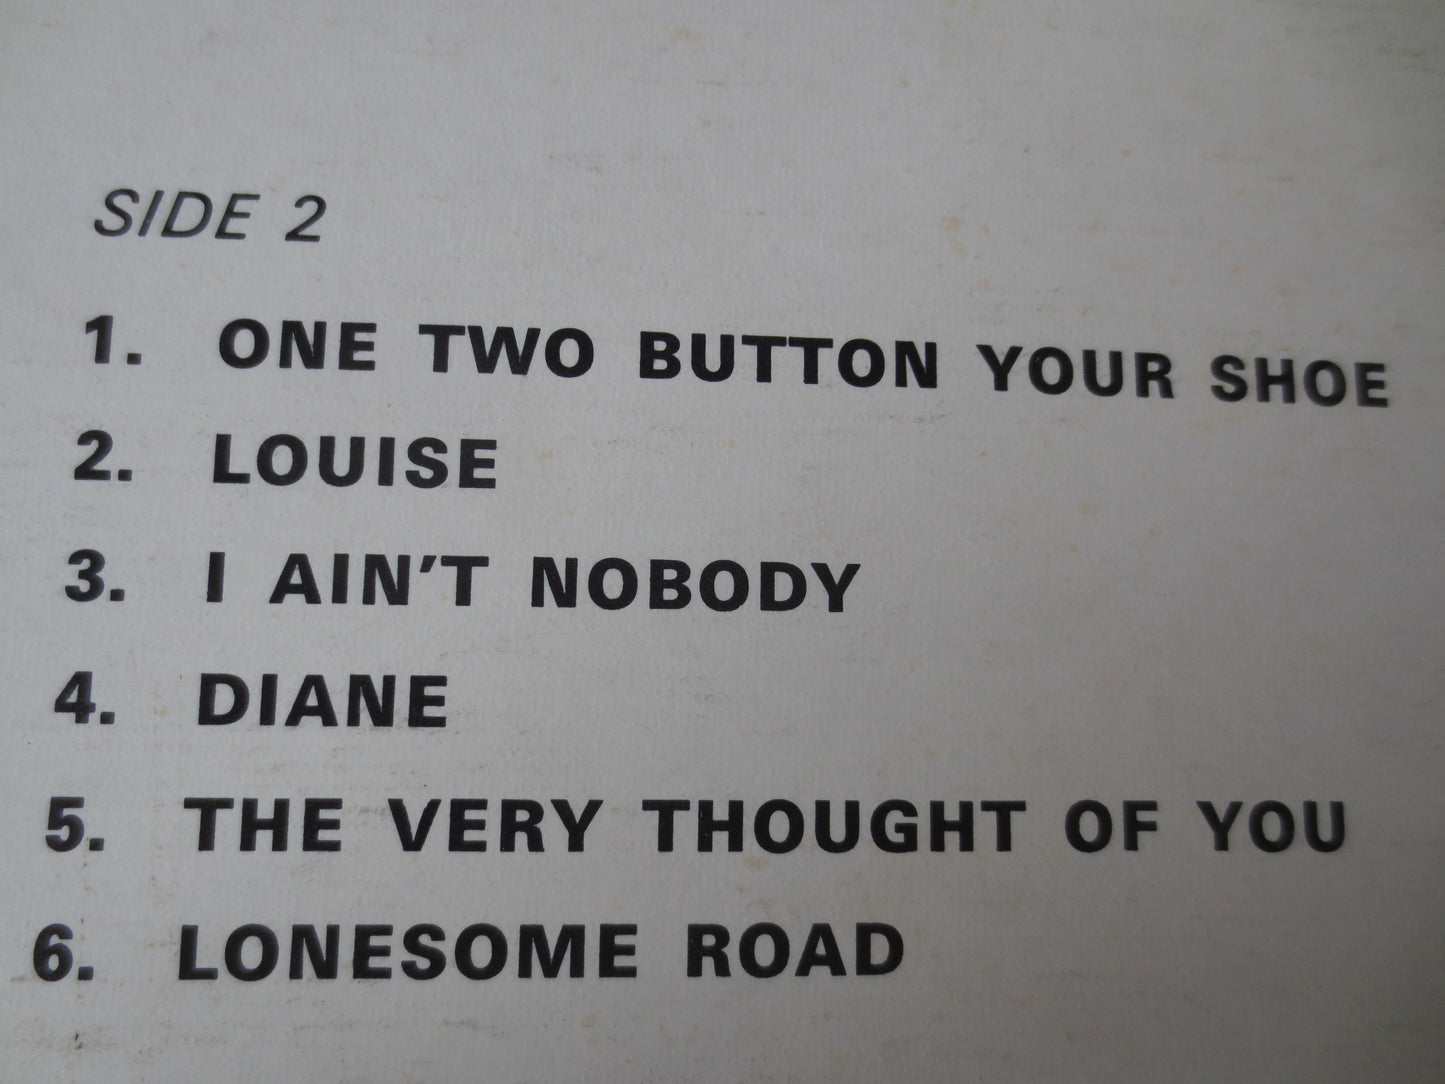 SIDE 2
1. ONE TWO BUTTON YOUR SHOE
2. LOUISE
3. I AIN'T NOBODY
4. DIANE
5. THE VERY THOUGHT OF YOU
6. LONESOME ROAD